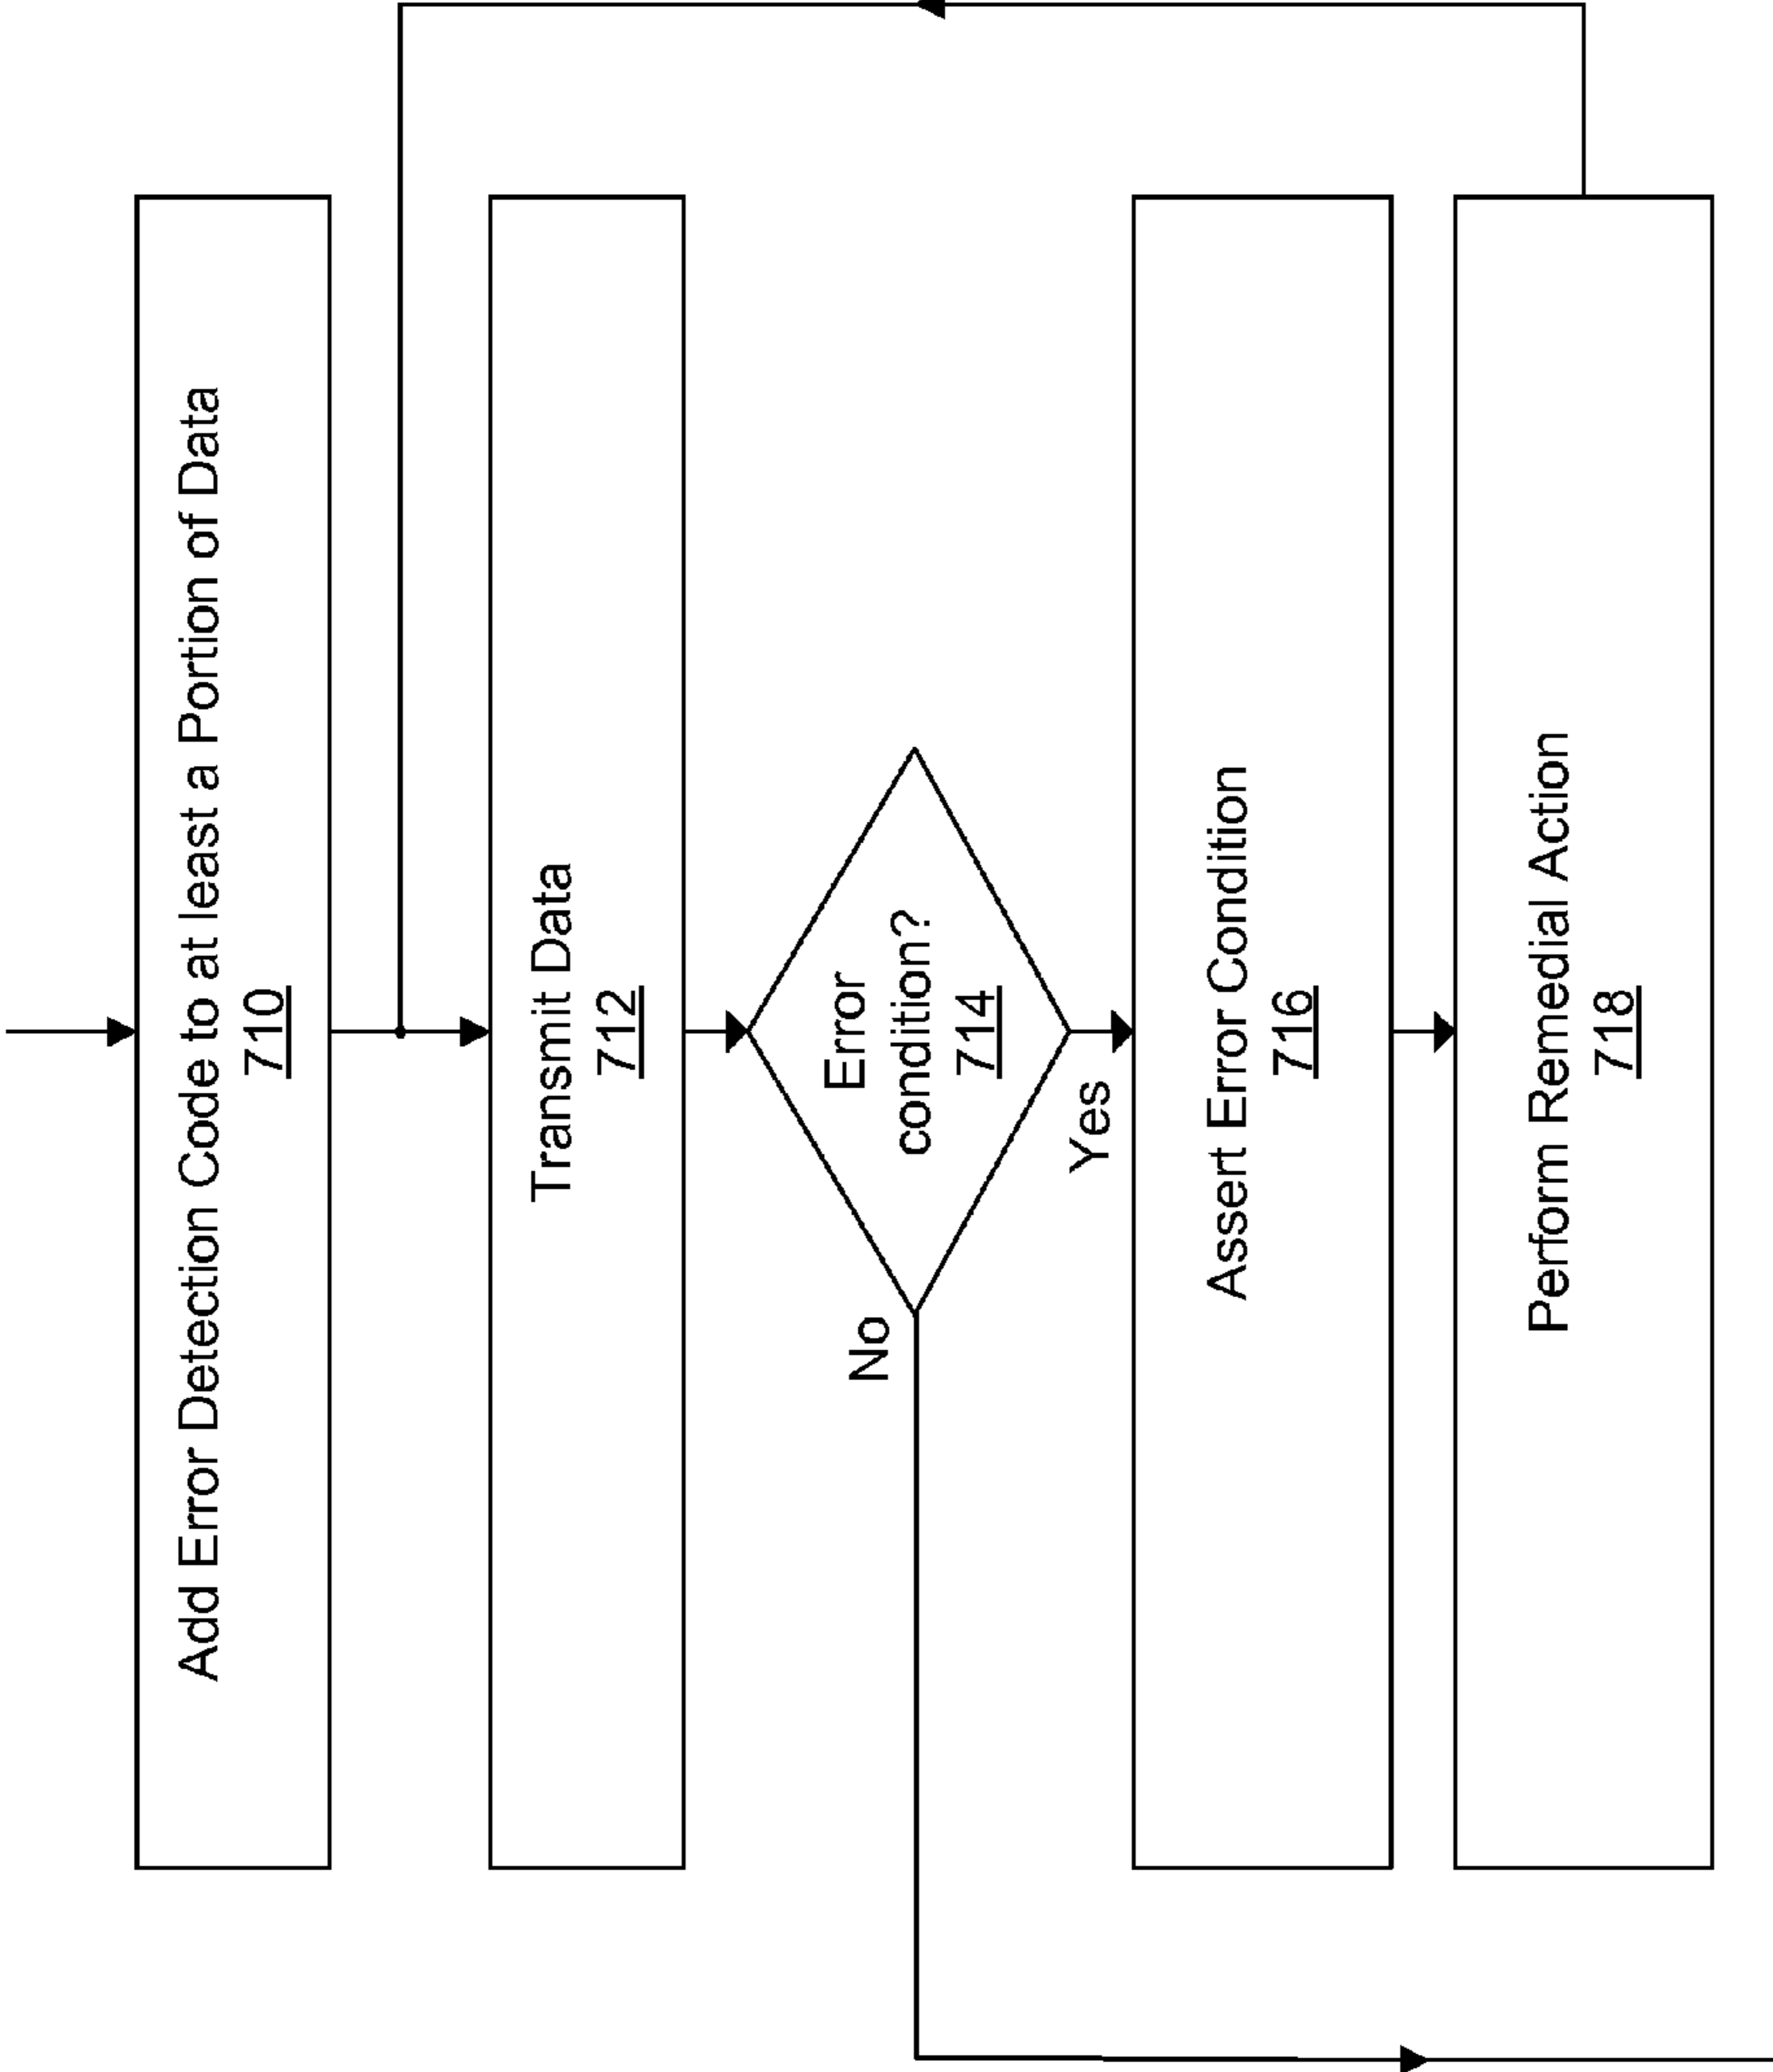 Add Error Detection Code to at least a Portion of Data
710
Transmit Data
712
Error
condition?
714
No
Yes
Assert Error Condition
716
Perform Remedial Action
718